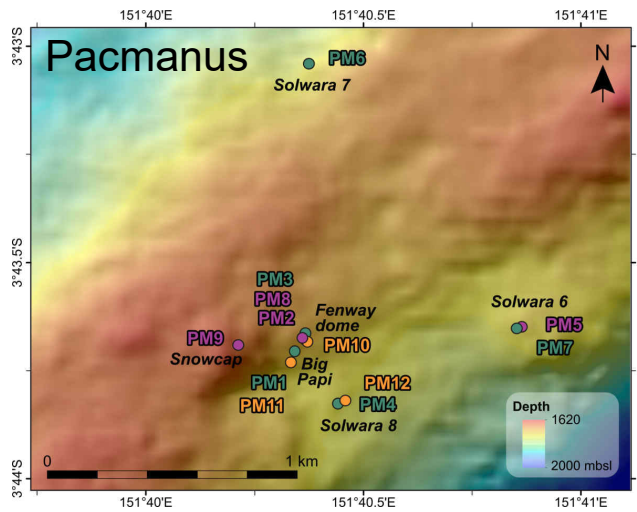 151°40' 151°40.5' 151°41'
3°43'S
Pacmanus
PM6
N
Solwara 7
3°43.5'S
PM3
PM8
PM2
Fenway
dome
Solwara 6
PM5
PM9
PM10
PM7
Snowcap
Big
Papi
PM1
PM12
PM11
PM4
Solwara 8
Depth
1620
2000 mbsl
0 1 km
3°44'S
151°40' 151°40.5' 151°41'